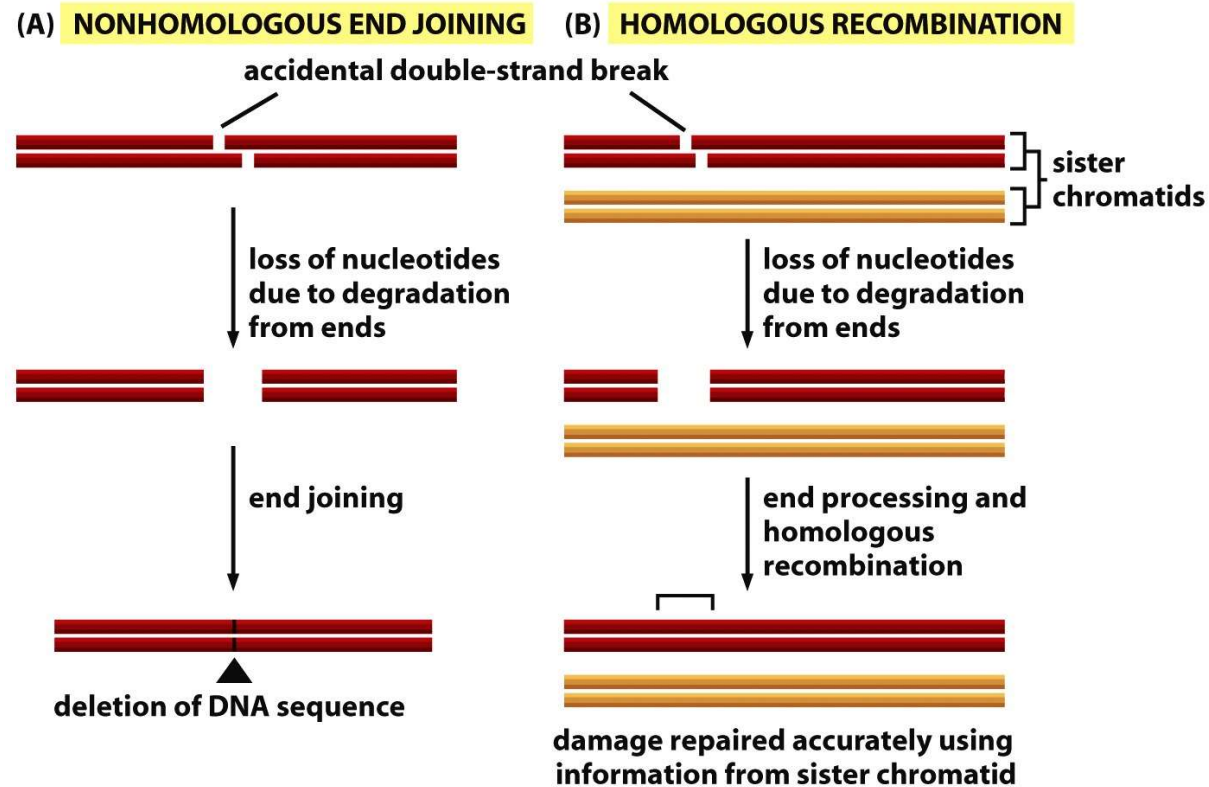 (A) NONHOMOLOGOUS END JOINING
(B) HOMOLOGOUS RECOMBINATION
accidental double-strand break
sister
chromatids
loss of nucleotides
due to degradation
from ends
loss of nucleotides
due to degradation
from ends
end joining
end processing and
homologous
recombination
deletion of DNA sequence
damage repaired accurately using
information from sister chromatid